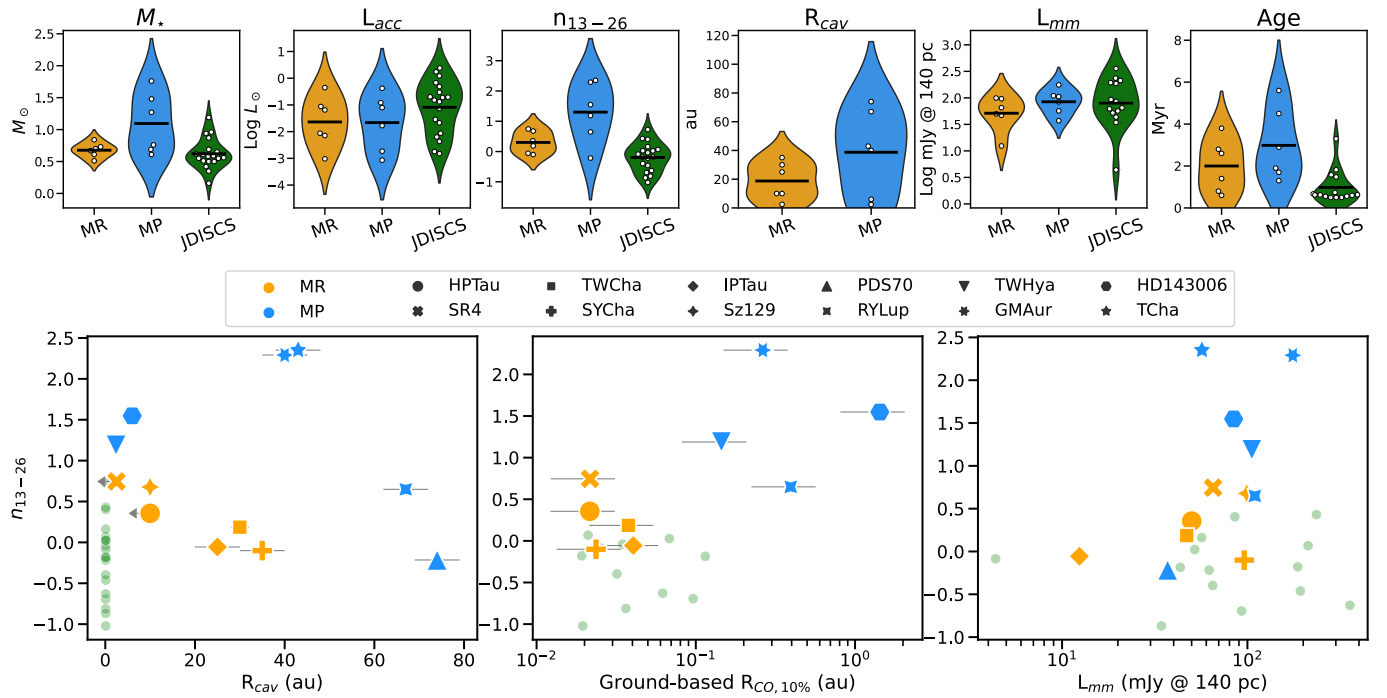 M⋆
L_acc
n_13−26
R_cav
L_mm
Age
M⊙
2.5
2.0
1.5
1.0
0.5
0.0
MR
MP
JDISCS
Log L⊙
1
0
−1
−2
−3
−4
MR
MP
JDISCS
4
3
2
1
0
−1
MR
MP
JDISCS
au
120
100
80
60
40
20
0
MR
MP
Log mJy @ 140 pc
3.0
2.5
2.0
1.5
1.0
0.5
0.0
MR
MP
JDISCS
Myr
8
6
4
2
0
MR
MP
JDISCS
MR HPTau TWCha IPTau PDS70 TWHya HD143006
MP SR4 SYCha Sz129 RYLup GMAur TCha
n_13−26
2.5
2.0
1.5
1.0
0.5
0.0
−0.5
−1.0
0 20 40 60 80
R_cav (au)
2.0
1.5
1.0
0.5
0.0
−0.5
−1.0
10^−2 10^−1 10^0
Ground-based R_CO, 10% (au)
2.5
2.0
1.5
1.0
0.5
0.0
−0.5
−1.0
10^1 10^2
L_mm (mJy @ 140 pc)